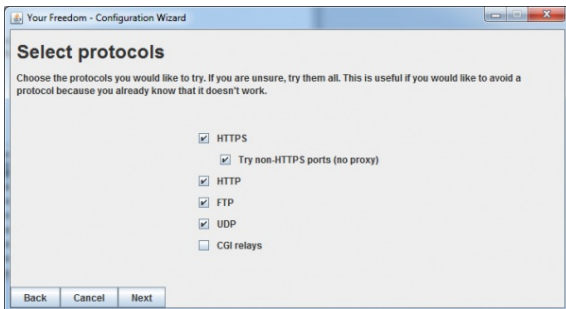 Your Freedom - Configuration Wizard
Select protocols
Choose the protocols you would like to try. If you are unsure, try them all. This is useful if you would like to avoid a
protocol because you already know that it doesn't work.
HTTPS
Try non-HTTPS ports (no proxy)
HTTP
FTP
UDP
CGI relays
Back Cancel Next